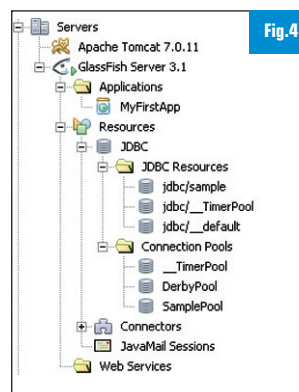 Fig.4
Servers
Apache Tomcat 7.0.11
GlassFish Server 3.1
Applications
MyFirstApp
Resources
JDBC
JDBC Resources
jdbc/sample
jdbc/__TimerPool
jdbc/__default
Connection Pools
__TimerPool
DerbyPool
SamplePool
Connectors
JavaMail Sessions
Web Services